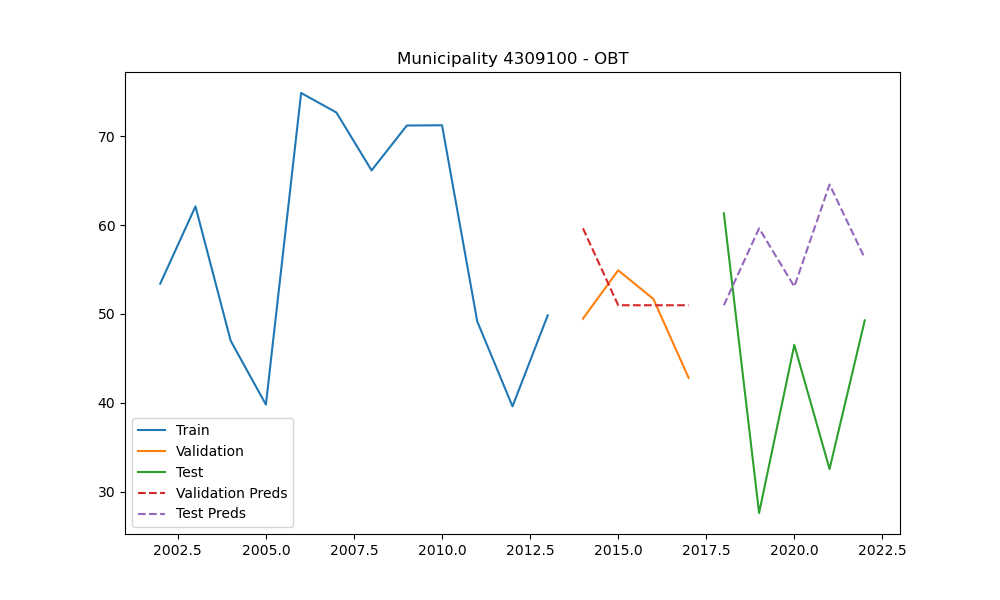 Municipality 4309100 - OBT
70
60
50
40
30
Train
Validation
Test
Validation Preds
Test Preds
2002.5 2005.0 2007.5 2010.0 2012.5 2015.0 2017.5 2020.0 2022.5